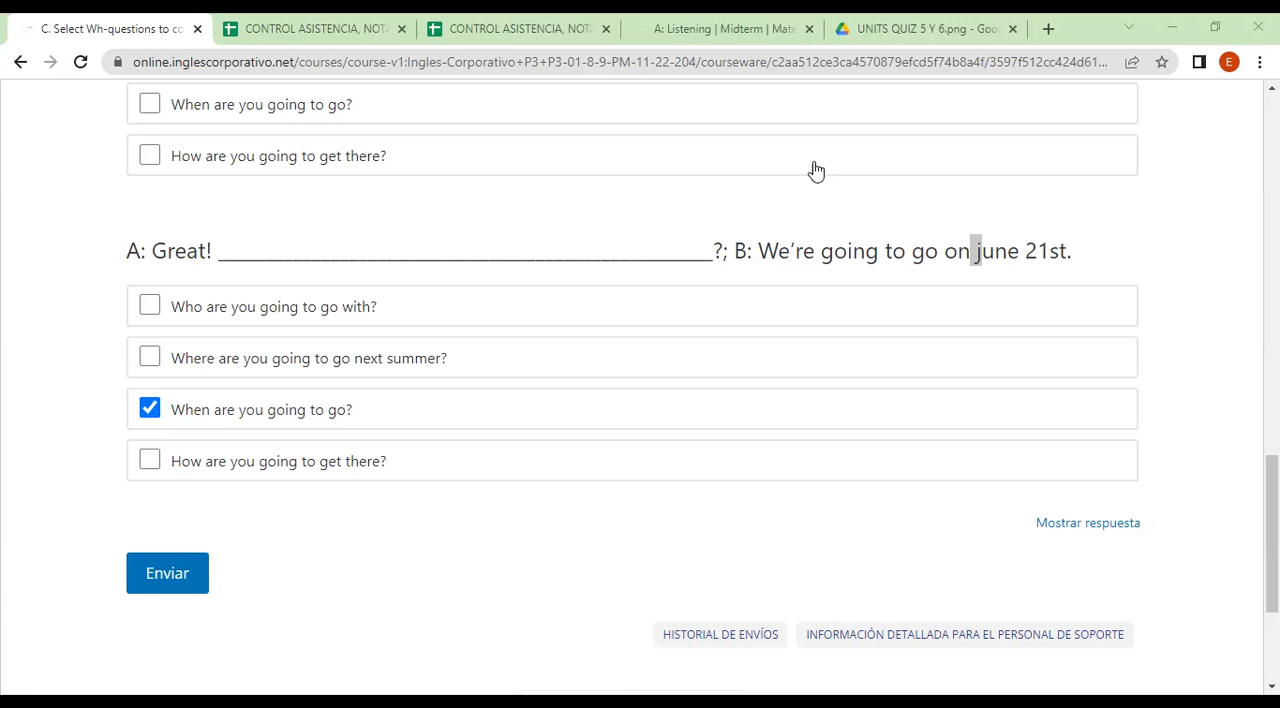 C. Select Wh-questions to co
CONTROL ASISTENCIA, NOTA
CONTROL ASISTENCIA, NOTA
A: Listening | Midterm | Mate
UNITS QUIZ 5 Y 6.png - Goo
online.inglescorporativo.net/courses/course-v1:Ingles-Corporativo+P3+P3-01-8-9-PM-11-22-204/courseware/c2aa512ce3ca4570879efcd5f74b8a4f/3597f512cc424d61...
E
When are you going to go?
How are you going to get there?
A: Great! _____________________________________________?; B: We’re going to go on june 21st.
Who are you going to go with?
Where are you going to go next summer?
When are you going to go?
How are you going to get there?
Mostrar respuesta
Enviar
HISTORIAL DE ENVÍOS
INFORMACIÓN DETALLADA PARA EL PERSONAL DE SOPORTE